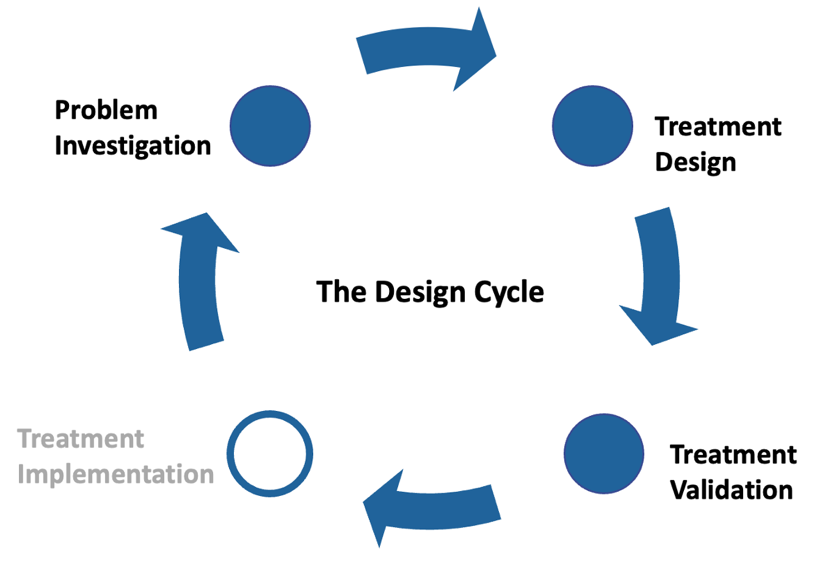 Problem
Investigation
Treatment
Design
The Design Cycle
Treatment
Implementation
Treatment
Validation